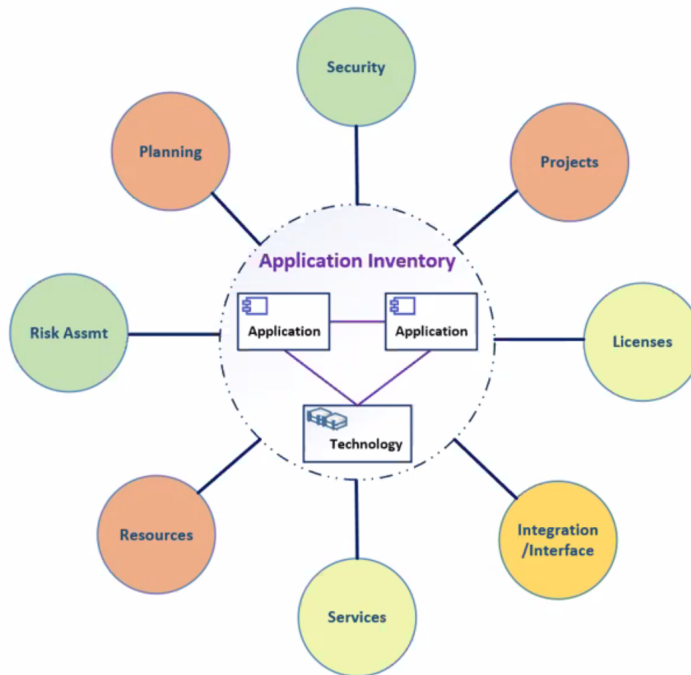 Security
Planning
Projects
Application Inventory
Application
Application
Risk Assmt
Licenses
Technology
Resources
Integration
/Interface
Services